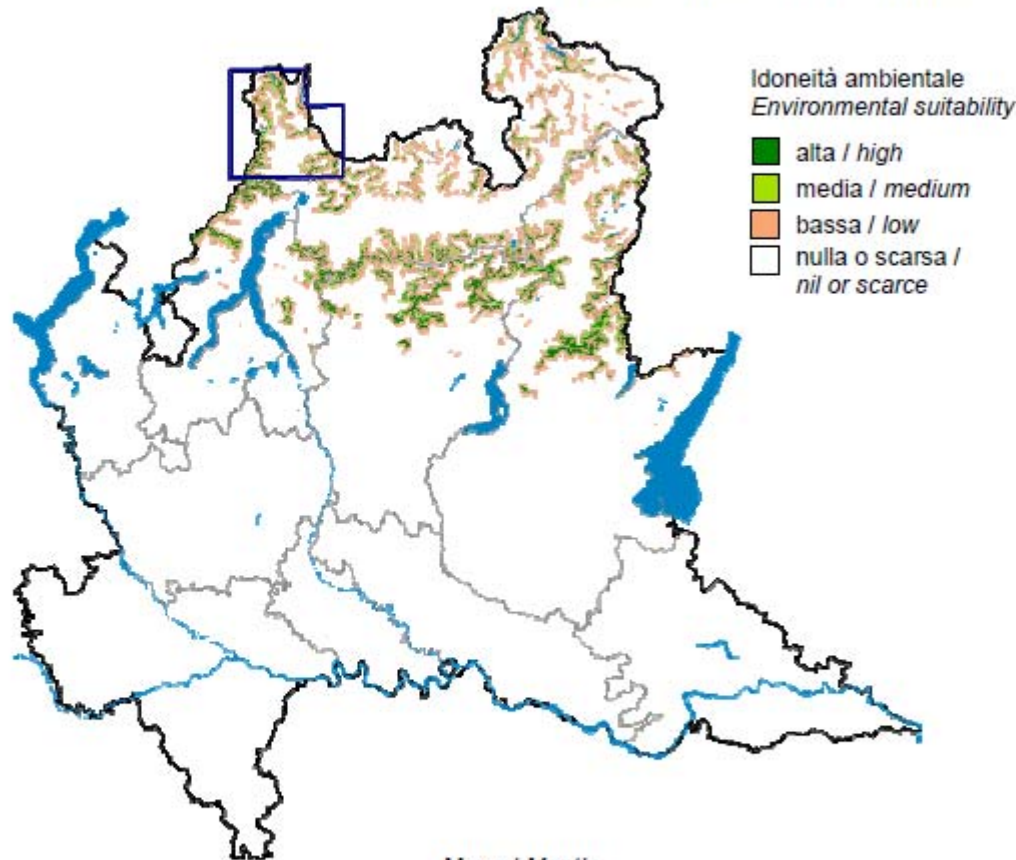 Idoneità ambientale
Environmental suitability
alta / high
media / medium
bassa / low
nulla o scarsa /
nil or scarce